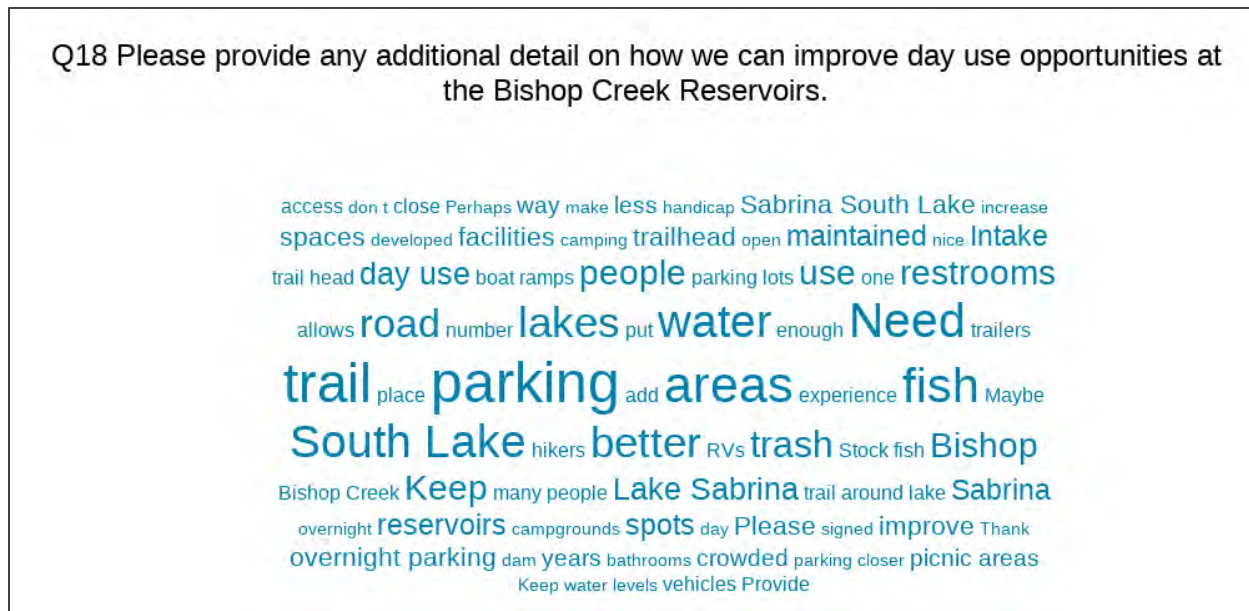 Q18 Please provide any additional detail on how we can improve day use opportunities at
the Bishop Creek Reservoirs.
access don t close Perhaps way make less handicap Sabrina South Lake increase
spaces developed facilities camping trailhead open maintained nice Intake
trail head day use boat ramps people parking lots use one restrooms
allows road number lakes put water enough Need trailers
trail place parking add areas experience fish Maybe
South Lake hikers better RVs trash Stock fish Bishop
Bishop Creek Keep many people Lake Sabrina trail around lake Sabrina
overnight reservoirs campgrounds spots day Please signed improve Thank
overnight parking dam years bathrooms crowded parking closer picnic areas
Keep water levels vehicles Provide